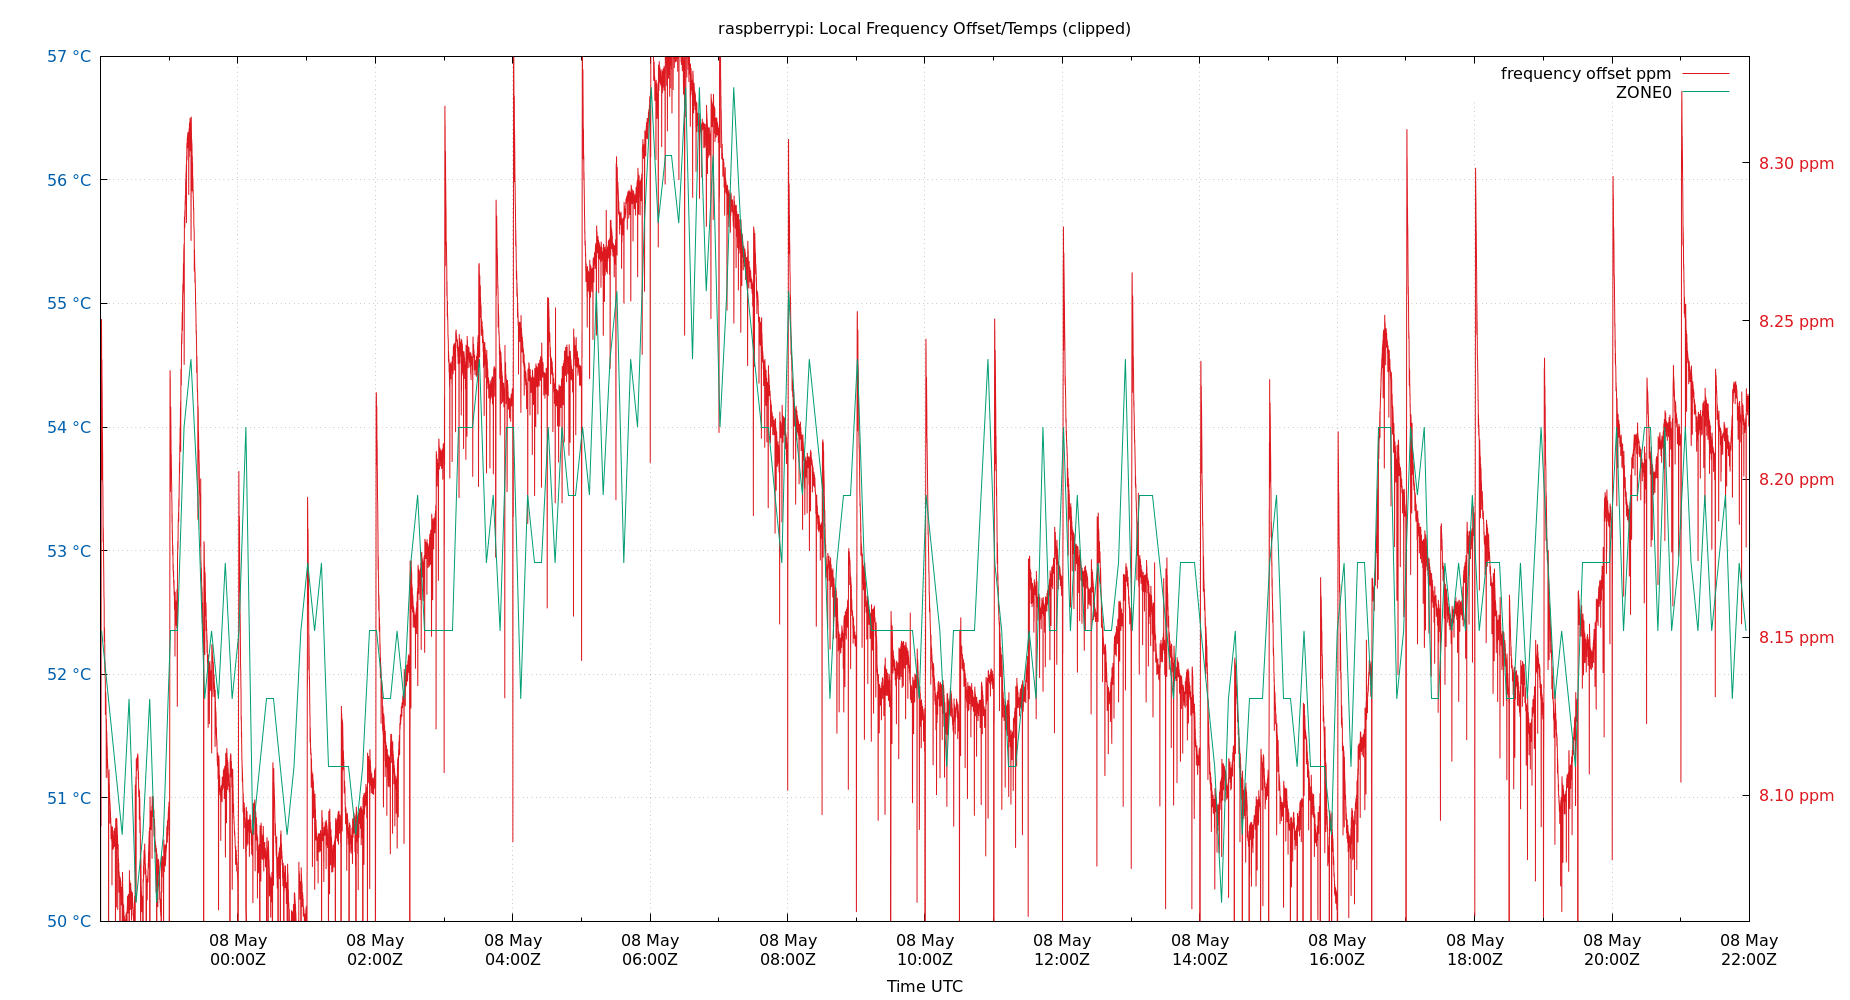 raspberrypi: Local Frequency Offset/Temps (clipped)
57 °C
56 °C
55 °C
54 °C
53 °C
52 °C
51 °C
50 °C
frequency offset ppm
ZONE0
8.30 ppm
8.25 ppm
8.20 ppm
8.15 ppm
8.10 ppm
08 May 08 May 08 May 08 May 08 May 08 May 08 May 08 May 08 May 08 May 08 May 08 May
00:00Z 02:00Z 04:00Z 06:00Z 08:00Z 10:00Z 12:00Z 14:00Z 16:00Z 18:00Z 20:00Z 22:00Z
Time UTC